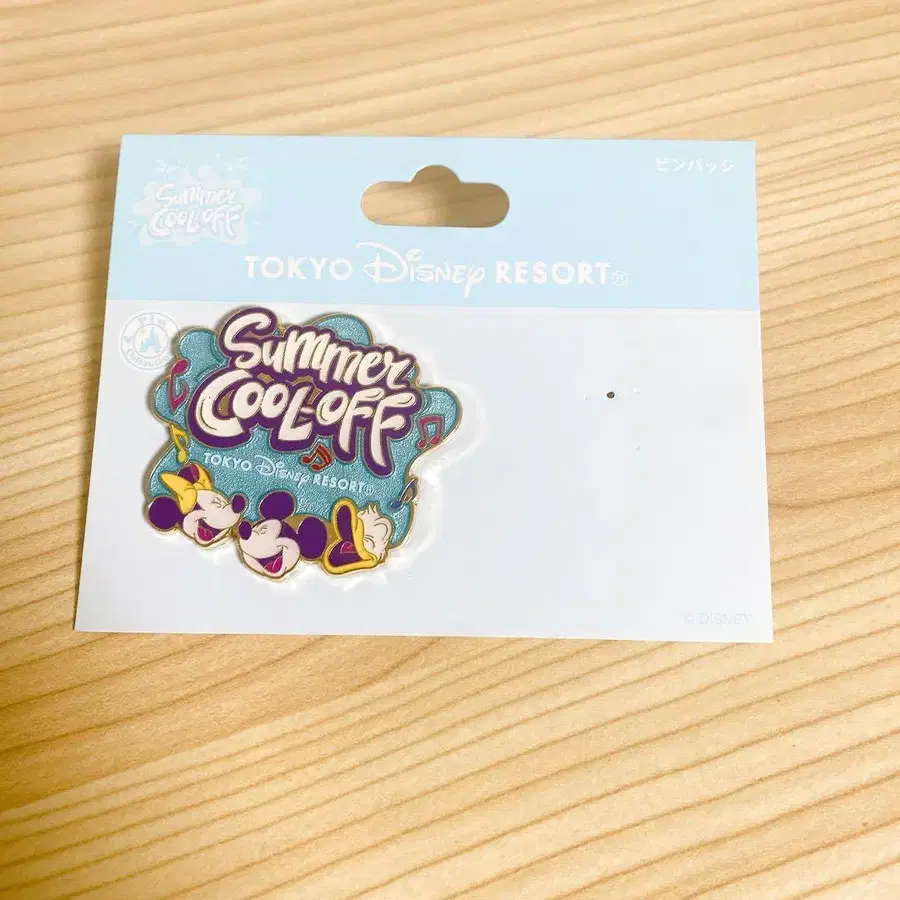 Summer
COOL-OFF
ピンバッジ
TOKYO Disney RESORT
Summer
COOL-OFF
TOKYO Disney RESORT
© DISNEY